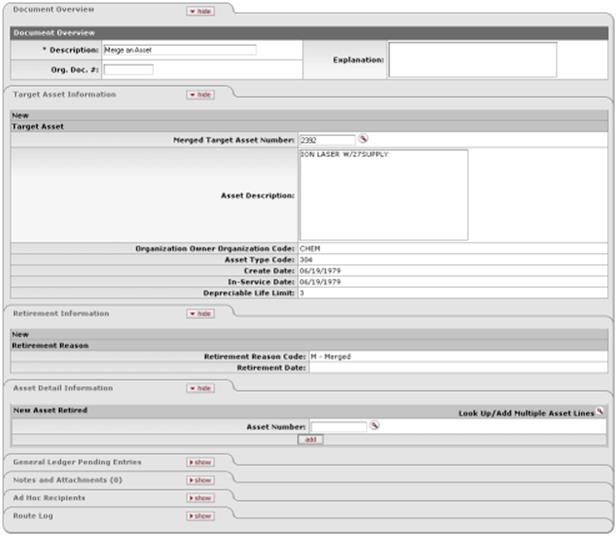 Document Overview hide
Document Overview
* Description: Merge an Asset
Explanation:
Org. Doc. #:
Target Asset Information hide
New
Target Asset
Merged Target Asset Number: 2392
ION LASER W/27SUPPLY
Asset Description:
Organization Owner Organization Code: CHEM
Asset Type Code: 304
Create Date: 06/19/1979
In-Service Date: 06/19/1979
Depreciable Life Limit: 3
Retirement Information hide
New
Retirement Reason
Retirement Reason Code: M - Merged
Retirement Date:
Asset Detail Information hide
New Asset Retired Look Up/Add Multiple Asset Lines
Asset Number:
add
General Ledger Pending Entries show
Notes and Attachments (0) show
Ad Hoc Recipients show
Route Log show